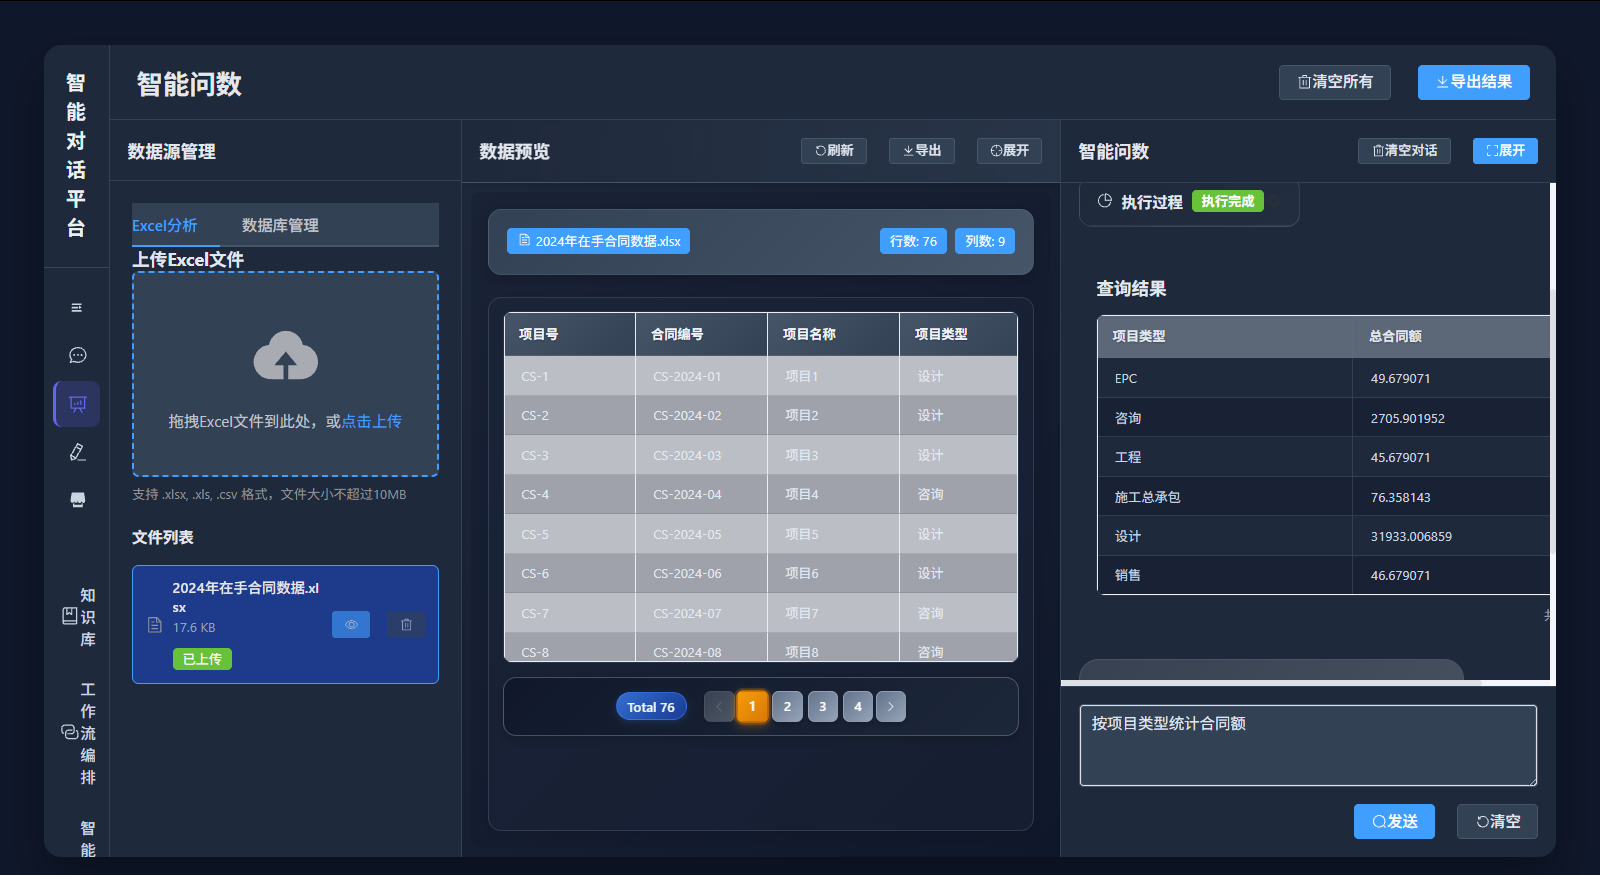 智能对话平台
知识库
工作流编排
智能
智能问数
清空所有
导出结果
数据源管理
Excel分析
数据库管理
上传Excel文件
拖拽Excel文件到此处，或点击上传
支持 .xlsx, .xls, .csv 格式，文件大小不超过10MB
文件列表
2024年在手合同数据.xl
sx
17.6 KB
已上传
数据预览
刷新
导出
展开
2024年在手合同数据.xlsx
行数: 76
列数: 9
项目号 合同编号 项目名称 项目类型
CS-1 CS-2024-01 项目1 设计
CS-2 CS-2024-02 项目2 设计
CS-3 CS-2024-03 项目3 设计
CS-4 CS-2024-04 项目4 咨询
CS-5 CS-2024-05 项目5 设计
CS-6 CS-2024-06 项目6 设计
CS-7 CS-2024-07 项目7 咨询
CS-8 CS-2024-08 项目8 咨询
Total 76
1 2 3 4
智能问数
清空对话
展开
执行过程 执行完成
查询结果
项目类型 总合同额
EPC 49.679071
咨询 2705.901952
工程 45.679071
施工总承包 76.358143
设计 31933.006859
销售 46.679071
按项目类型统计合同额
发送
清空